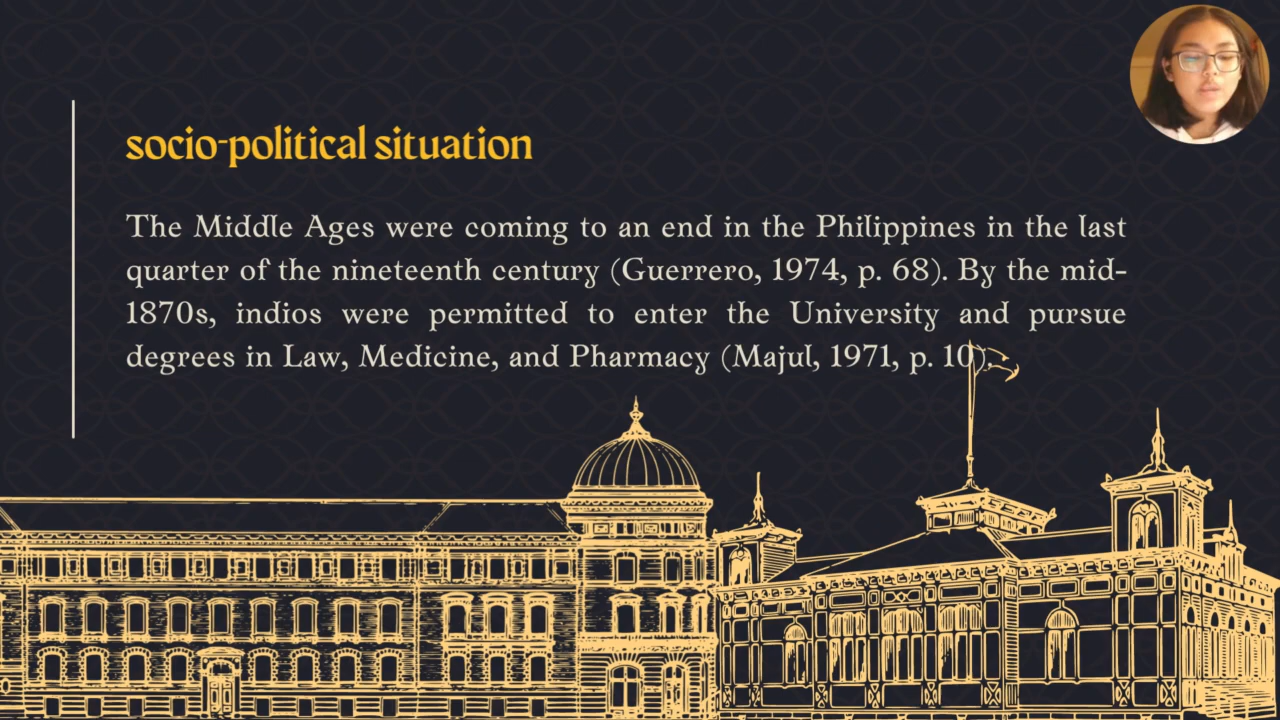 socio-political situation
The Middle Ages were coming to an end in the Philippines in the last
quarter of the nineteenth century (Guerrero, 1974, p. 68). By the mid-
1870s, indios were permitted to enter the University and pursue
degrees in Law, Medicine, and Pharmacy (Majul, 1971, p. 10).